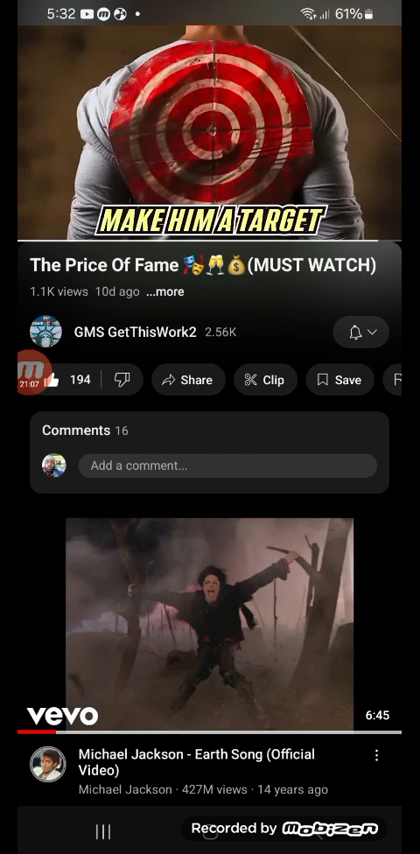 5:32
61%
MAKE HIM A TARGET
The Price Of Fame 🎭🥂💰(MUST WATCH)
1.1K views 10d ago ...more
GMS GetThisWork2 2.56K
21:07
194 Share Clip Save
Comments 16
Add a comment...
vevo
6:45
Michael Jackson - Earth Song (Official
Video)
Michael Jackson · 427M views · 14 years ago
Recorded by mobizen